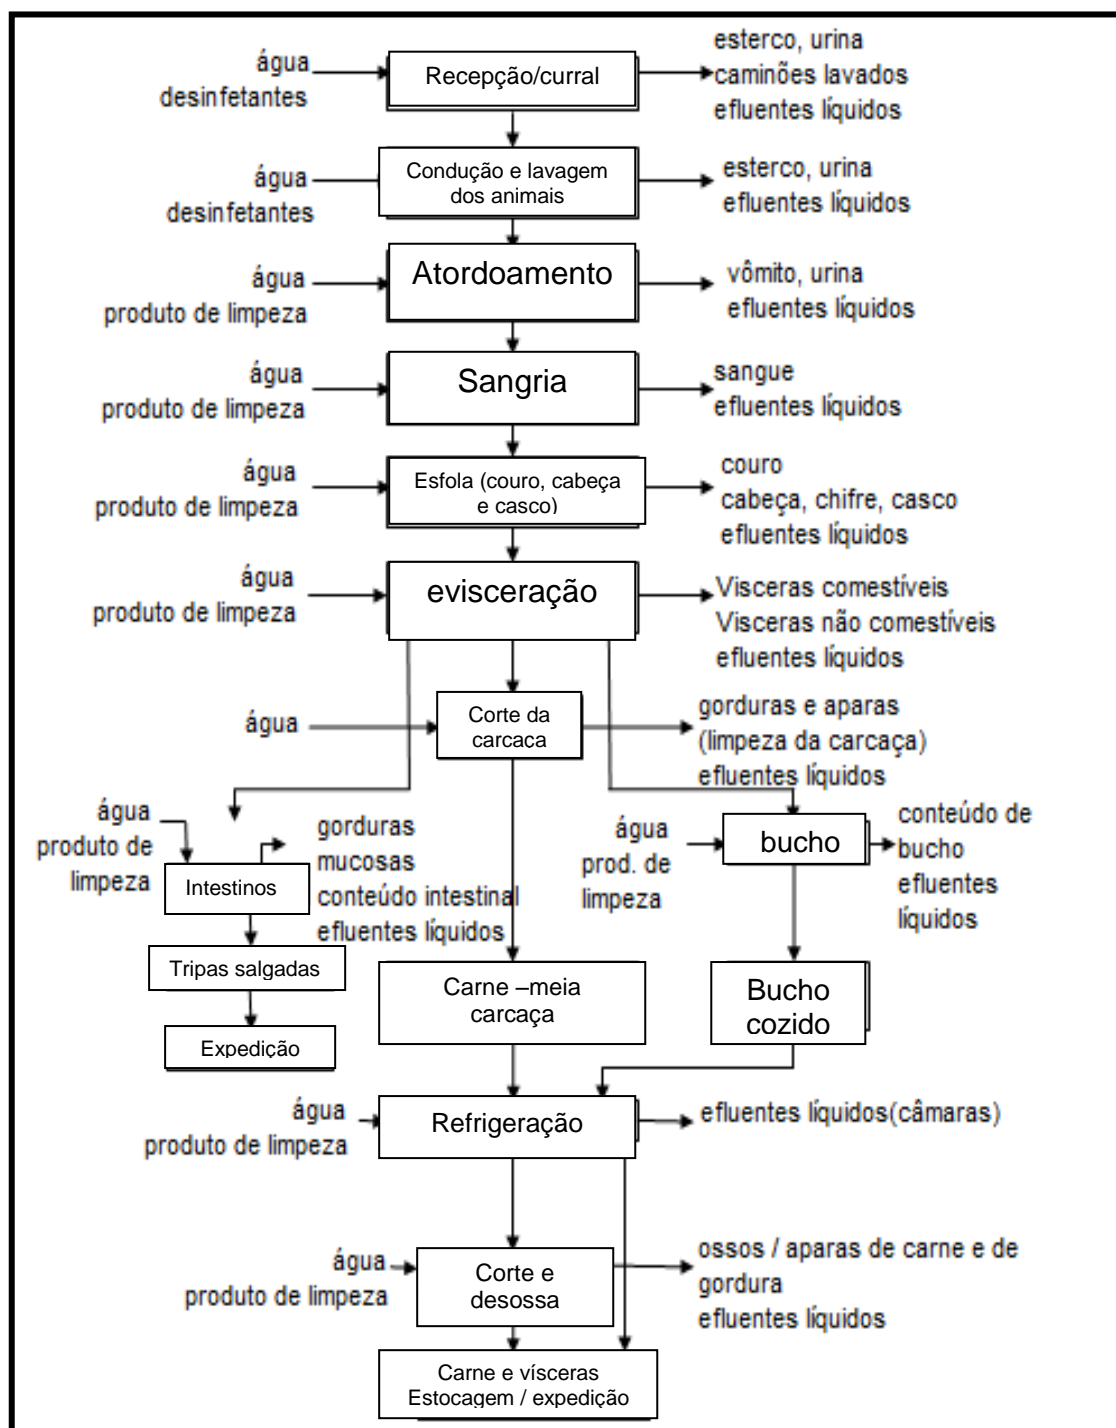 água
desinfetantes
Recepção/curral
esterco, urina
caminões lavados
efluentes líquidos
água
desinfetantes
Condução e lavagem
dos animais
esterco, urina
efluentes líquidos
água
produto de limpeza
Atordoamento
vômito, urina
efluentes líquidos
água
produto de limpeza
Sangria
sangue
efluentes líquidos
água
produto de limpeza
Esfola (couro, cabeça
e casco)
couro
cabeça, chifre, casco
efluentes líquidos
água
produto de limpeza
evisceração
Visceras comestíveis
Visceras não comestíveis
efluentes líquidos
água
Corte da
carcaca
gorduras e aparas
(limpeza da carcaça)
efluentes líquidos
água
produto de
limpeza
Intestinos
gorduras
mucosas
conteúdo intestinal
efluentes líquidos
água
prod. de
limpeza
bucho
conteúdo de
bucho
efluentes
líquidos
Tripas salgadas
Expedição
Carne –meia
carcaça
Bucho
cozido
água
produto de limpeza
Refrigeração
efluentes líquidos(câmaras)
água
produto de limpeza
Corte e
desossa
ossos / aparas de carne e de
gordura
efluentes líquidos
Carne e vísceras
Estocagem / expedição